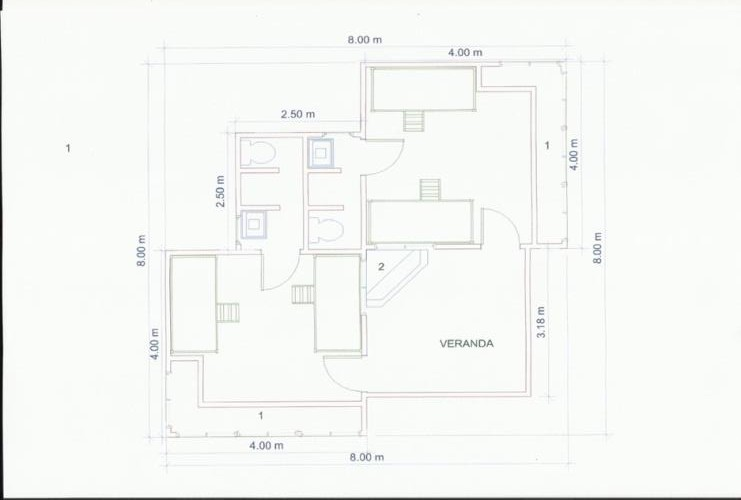 8.00 m
4.00 m
2.50 m
1
1
4.00 m
2.50 m
8.00 m
8.00 m
2
3.18 m
4.00 m
VERANDA
1
4.00 m
8.00 m